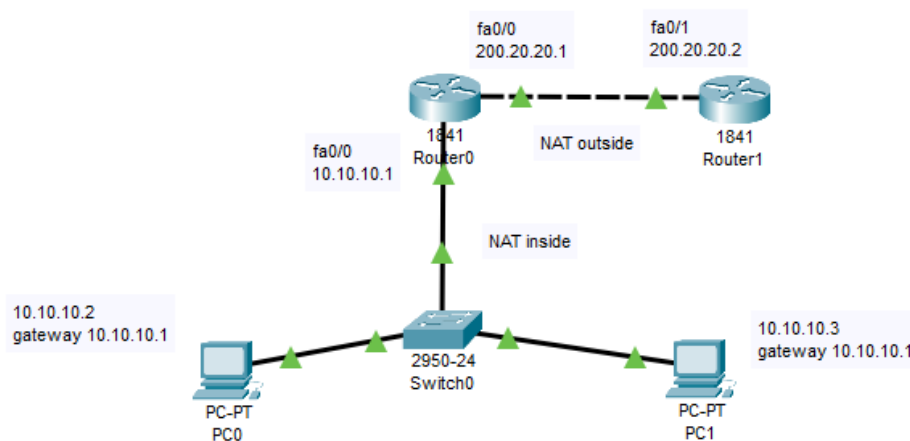 fa0/0
200.20.20.1
fa0/1
200.20.20.2
1841
Router0
NAT outside
1841
Router1
fa0/0
10.10.10.1
NAT inside
10.10.10.2
gateway 10.10.10.1
2950-24
Switch0
10.10.10.3
gateway 10.10.10.1
PC-PT
PC0
PC-PT
PC1